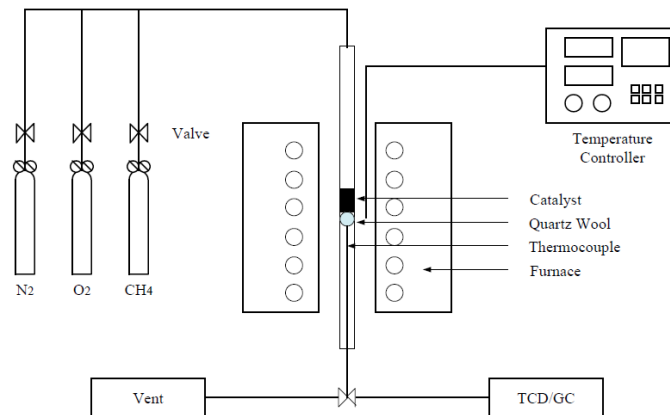 Valve
N2
O2
CH4
Temperature
Controller
Catalyst
Quartz Wool
Thermocouple
Furnace
Vent
TCD/GC